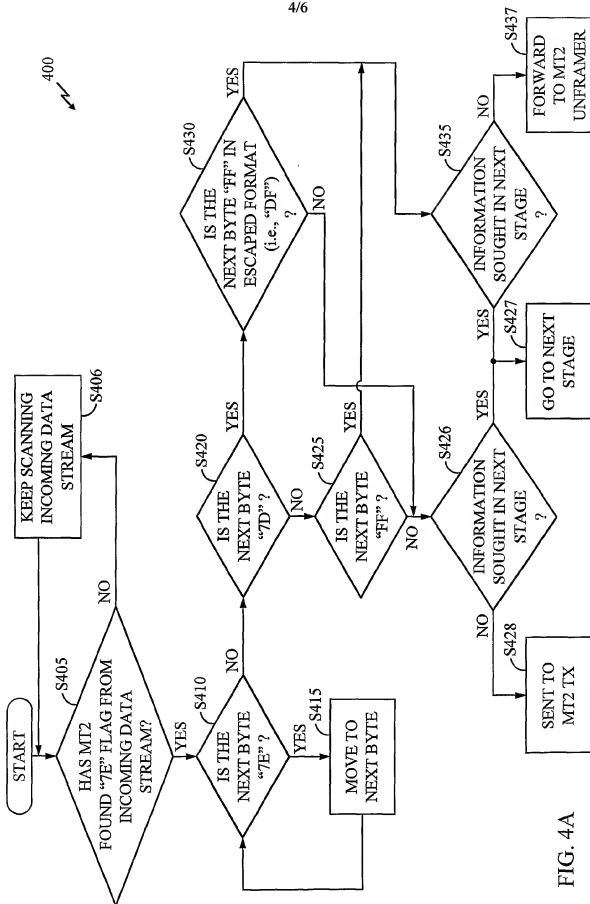 4/6
400
START
S405
HAS MT2
FOUND “7E” FLAG FROM
INCOMING DATA
STREAM?
NO
YES
S406
KEEP SCANNING
INCOMING DATA
STREAM
S410
IS THE
NEXT BYTE
“7E” ?
NO
YES
S415
MOVE TO
NEXT BYTE
S420
IS THE
NEXT BYTE
“7D” ?
YES
NO
S425
IS THE
NEXT BYTE
“FF” ?
YES
NO
S430
IS THE
NEXT BYTE “FF” IN
ESCAPED FORMAT
(i.e., “DF”)
?
YES
NO
S426
INFORMATION
SOUGHT IN NEXT
STAGE
?
NO
YES
S428
SENT TO
MT2 TX
S427
GO TO NEXT
STAGE
S435
INFORMATION
SOUGHT IN NEXT
STAGE
?
YES
NO
S437
FORWARD
TO MT2
UNFRAMER
FIG. 4A